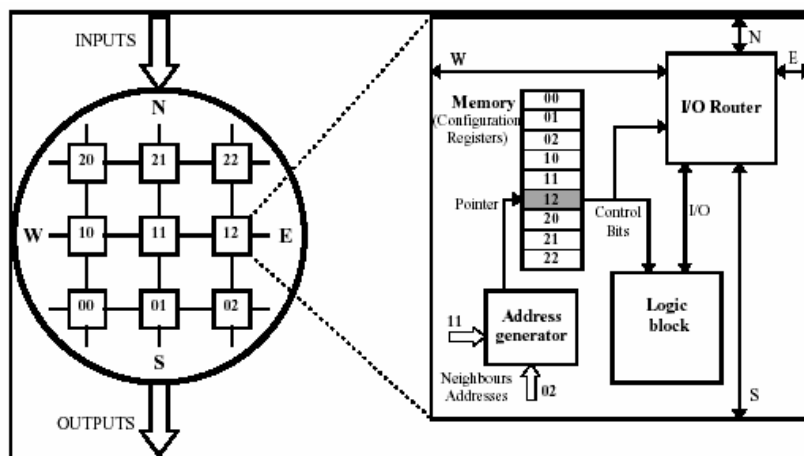 INPUTS
N
20 21 22
W 10 11 12 E
00 01 02
S
OUTPUTS
N
W
E
I/O Router
Memory
(Configuration
Registers)
00
01
02
10
11
12
20
21
22
Pointer
Control
Bits
I/O
Address
generator
11
Neighbours
Addresses
02
Logic
block
S